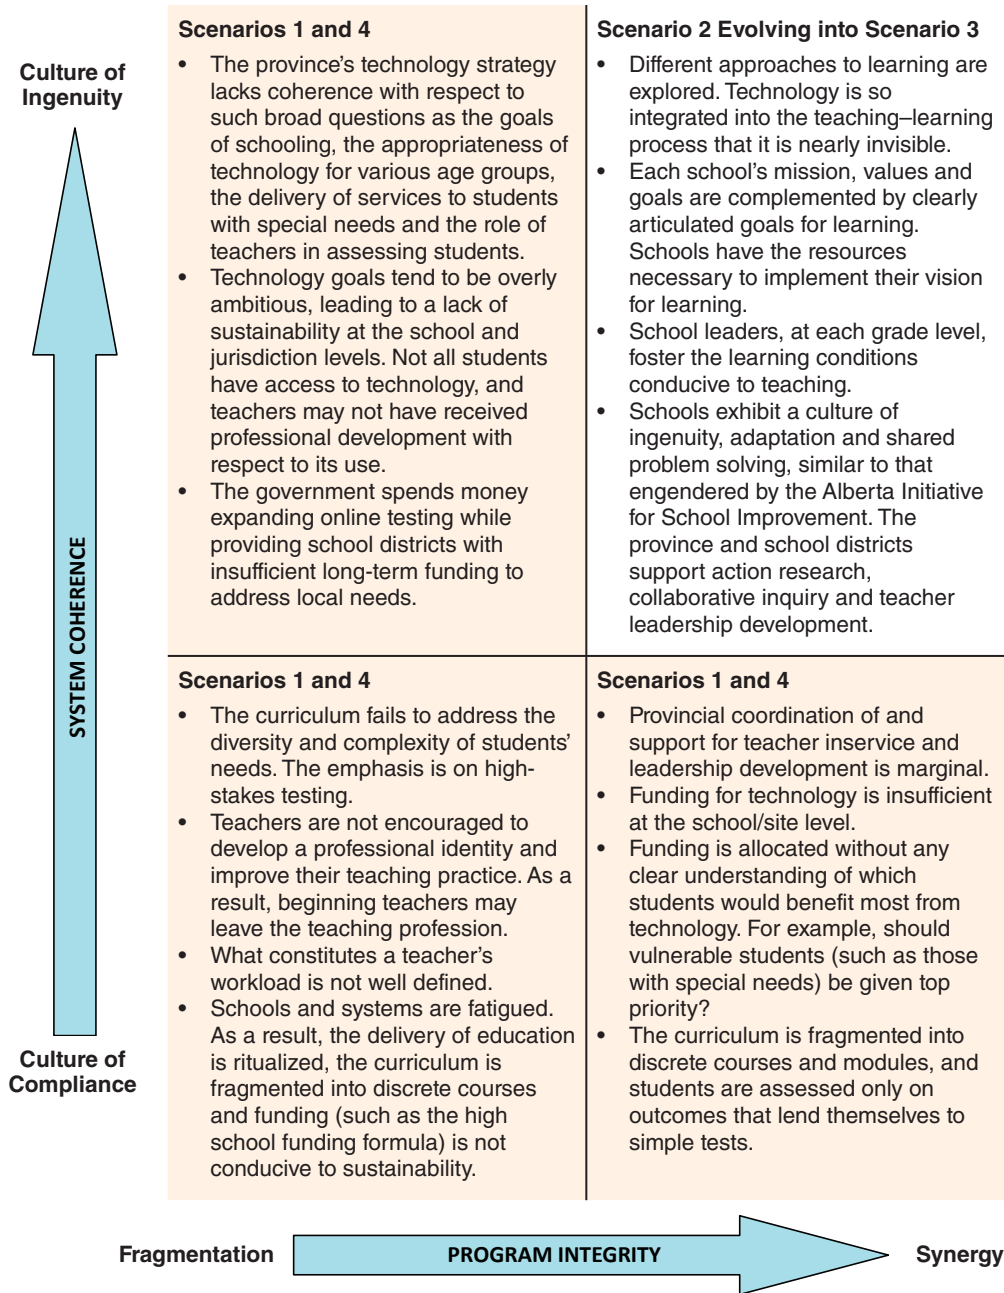 Culture of
Ingenuity
SYSTEM COHERENCE
Culture of
Compliance
Scenarios 1 and 4
• The province’s technology strategy
lacks coherence with respect to
such broad questions as the goals
of schooling, the appropriateness of
technology for various age groups,
the delivery of services to students
with special needs and the role of
teachers in assessing students.
• Technology goals tend to be overly
ambitious, leading to a lack of
sustainability at the school and
jurisdiction levels. Not all students
have access to technology, and
teachers may not have received
professional development with
respect to its use.
• The government spends money
expanding online testing while
providing school districts with
insufficient long-term funding to
address local needs.
Scenario 2 Evolving into Scenario 3
• Different approaches to learning are
explored. Technology is so
integrated into the teaching–learning
process that it is nearly invisible.
• Each school’s mission, values and
goals are complemented by clearly
articulated goals for learning.
Schools have the resources
necessary to implement their vision
for learning.
• School leaders, at each grade level,
foster the learning conditions
conducive to teaching.
• Schools exhibit a culture of
ingenuity, adaptation and shared
problem solving, similar to that
engendered by the Alberta Initiative
for School Improvement. The
province and school districts
support action research,
collaborative inquiry and teacher
leadership development.
Scenarios 1 and 4
• The curriculum fails to address the
diversity and complexity of students’
needs. The emphasis is on high-
stakes testing.
• Teachers are not encouraged to
develop a professional identity and
improve their teaching practice. As a
result, beginning teachers may
leave the teaching profession.
• What constitutes a teacher’s
workload is not well defined.
• Schools and systems are fatigued.
As a result, the delivery of education
is ritualized, the curriculum is
fragmented into discrete courses
and funding (such as the high
school funding formula) is not
conducive to sustainability.
Scenarios 1 and 4
• Provincial coordination of and
support for teacher inservice and
leadership development is marginal.
• Funding for technology is insufficient
at the school/site level.
• Funding is allocated without any
clear understanding of which
students would benefit most from
technology. For example, should
vulnerable students (such as those
with special needs) be given top
priority?
• The curriculum is fragmented into
discrete courses and modules, and
students are assessed only on
outcomes that lend themselves to
simple tests.
Fragmentation
PROGRAM INTEGRITY
Synergy